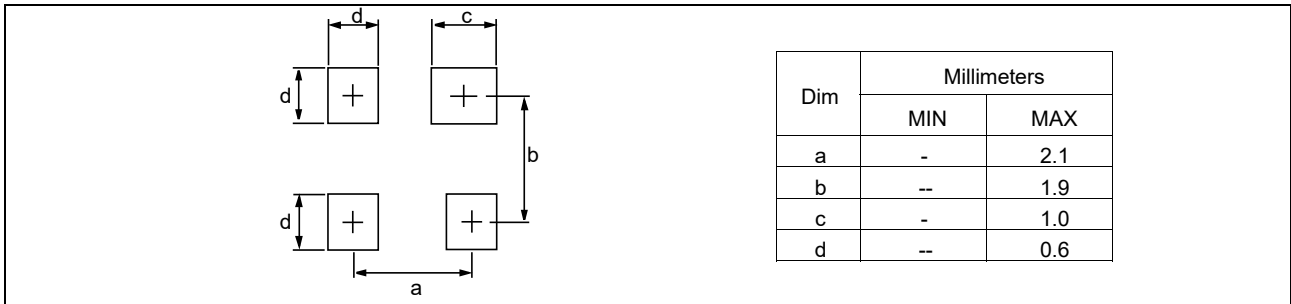 d
c
d
b
d
a
Dim Millimeters
MIN MAX
a - 2.1
b -- 1.9
c - 1.0
d -- 0.6